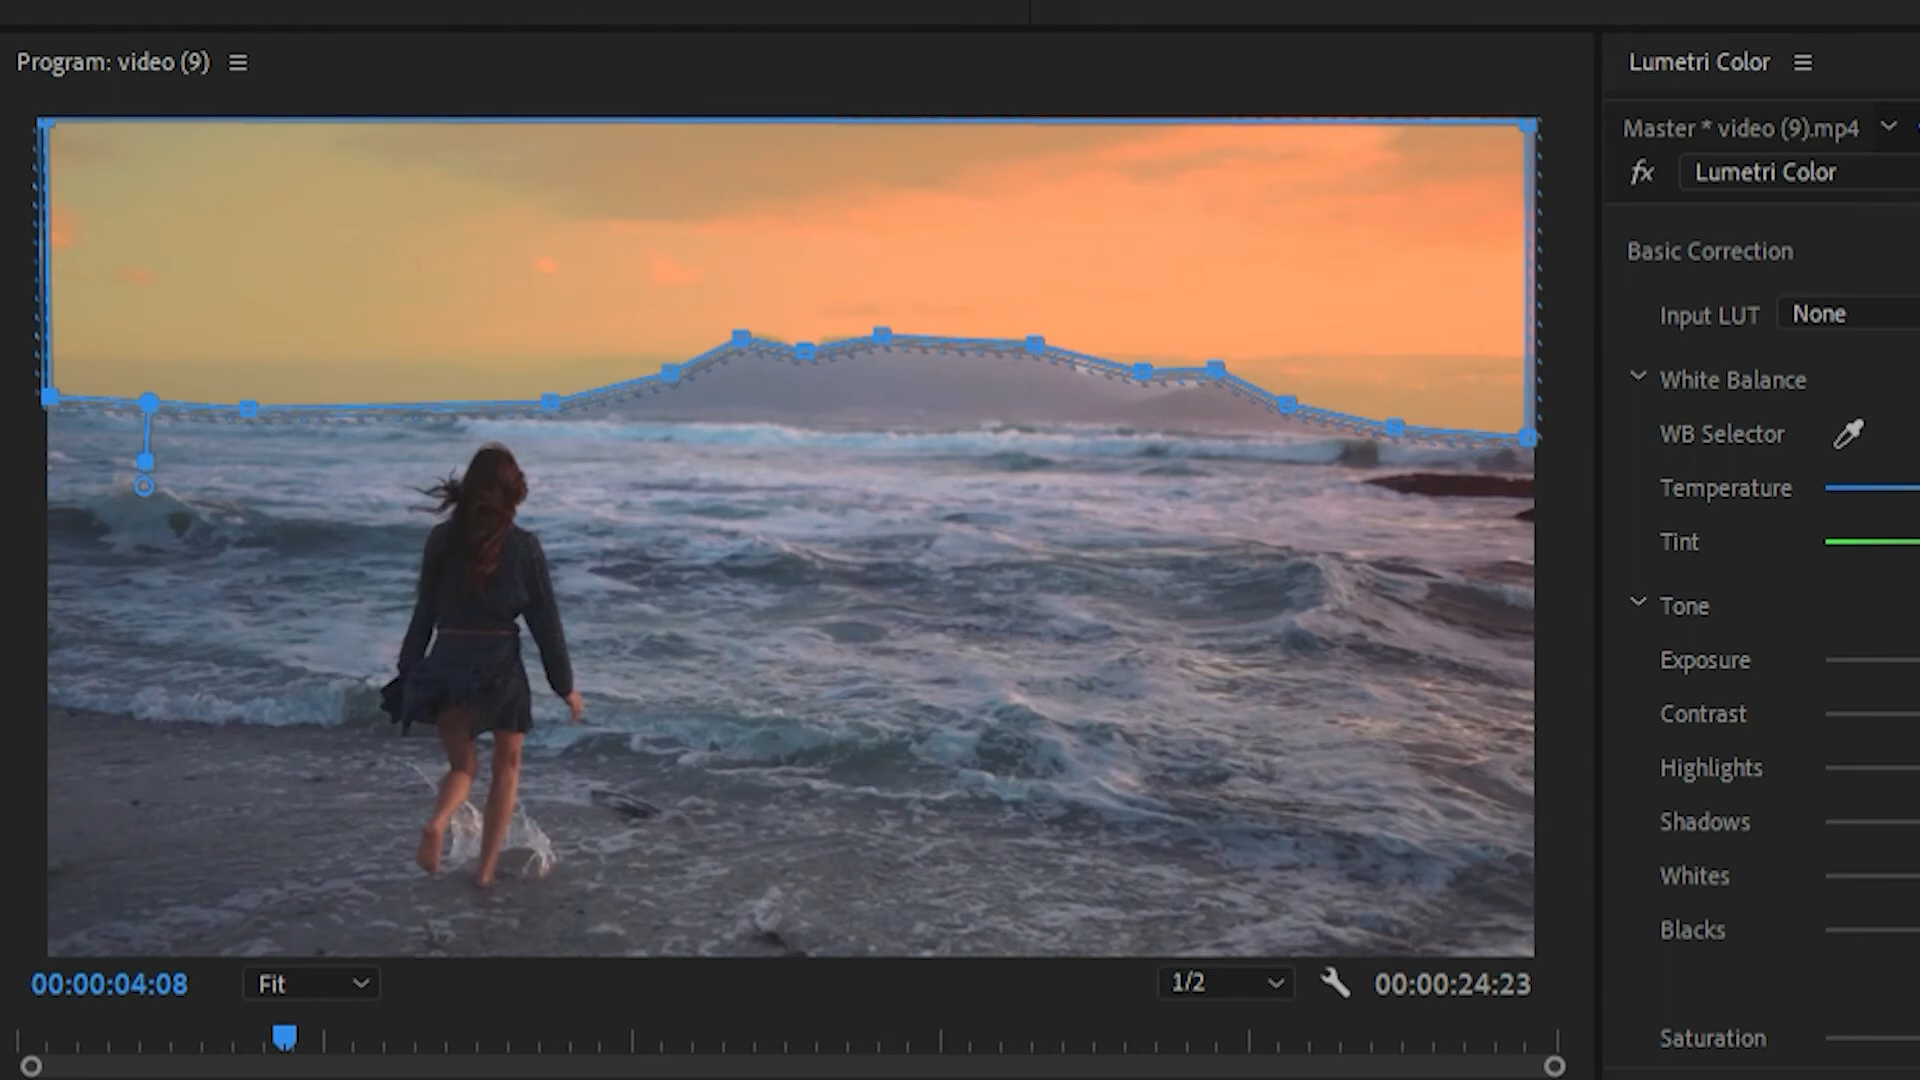 Program: video (9)
Lumetri Color
Master * video (9).mp4
fx
Lumetri Color
Basic Correction
Input LUT
None
White Balance
WB Selector
Temperature
Tint
Tone
Exposure
Contrast
Highlights
Shadows
Whites
Blacks
Saturation
00:00:04:08
Fit
1/2
00:00:24:23